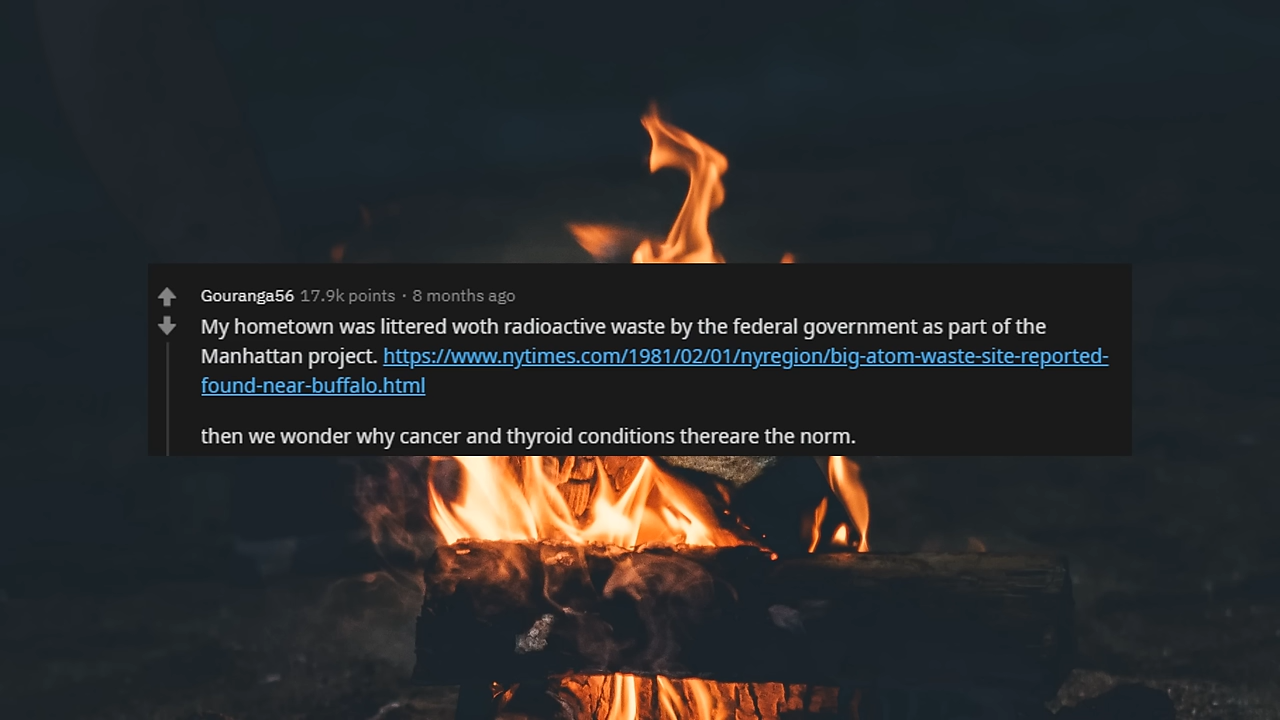 Gouranga56 17.9k points · 8 months ago
My hometown was littered woth radioactive waste by the federal government as part of the
Manhattan project. https://www.nytimes.com/1981/02/01/nyregion/big-atom-waste-site-reported-
found-near-buffalo.html
then we wonder why cancer and thyroid conditions thereare the norm.